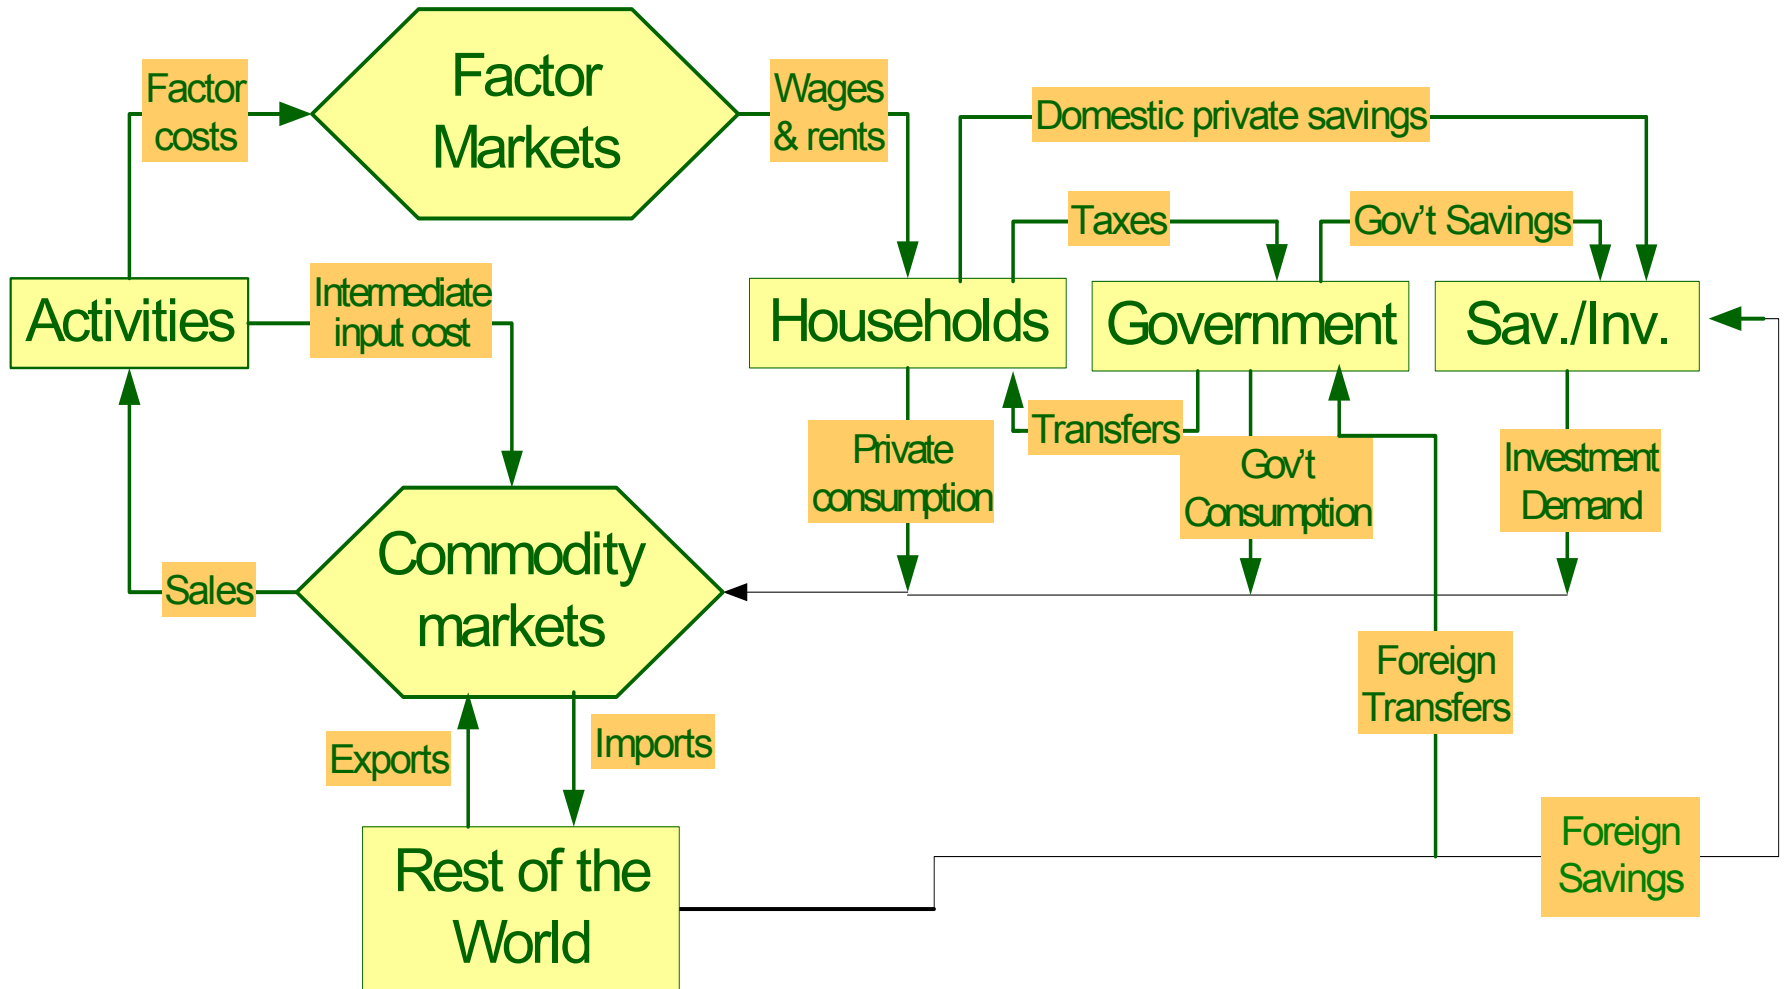 Factor
Markets
Factor
costs
Wages
& rents
Domestic private savings
Taxes
Gov't Savings
Activities
Intermediate
input cost
Households
Government
Sav./Inv.
Transfers
Private
consumption
Gov't
Consumption
Investment
Demand
Commodity
markets
Sales
Foreign
Transfers
Exports
Imports
Foreign
Savings
Rest of the
World